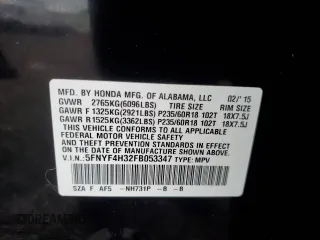 MFD. BY HONDA MFG. OF ALABAMA, LLC 02/'15
GVWR 2765KG(6096LBS) TIRE SIZE RIM SIZE
GAWR F 1325KG(2921LBS) P235/60R18 102T 18X7.5J
GAWR R 1525KG(3362LBS) P235/60R18 102T 18X7.5J
THIS VEHICLE CONFORMS TO ALL APPLICABLE
FEDERAL MOTOR VEHICLE SAFETY STANDARDS IN
EFFECT ON THE DATE OF MANUFACTURE SHOWN ABOVE.
V.I.N.: 5FNYF4H32FB053347 TYPE: MPV
SZA F AF5 -NH731P -B -B